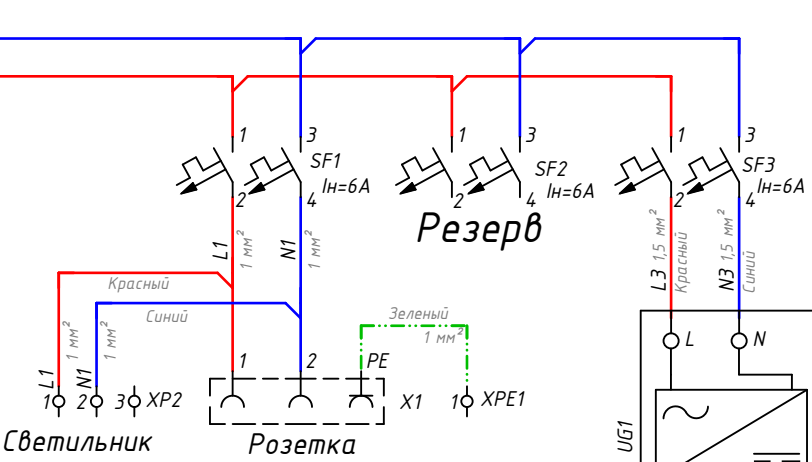 1 3 1 3 1 3
SF1 SF2 SF3
Iн=6А Iн=6А Iн=6А
2 4 2 4 2 4
Резерв
L1 1 мм² N1 1 мм² L3 1,5 мм² Красный N3 1,5 мм² Синий
Красный
Синий
Зеленый
1 мм²
L1 1 мм² N1 1 мм²
L N
1 2 PE
1 2 3 XP2 X1 1 XPE1
Светильник Розетка
UG1